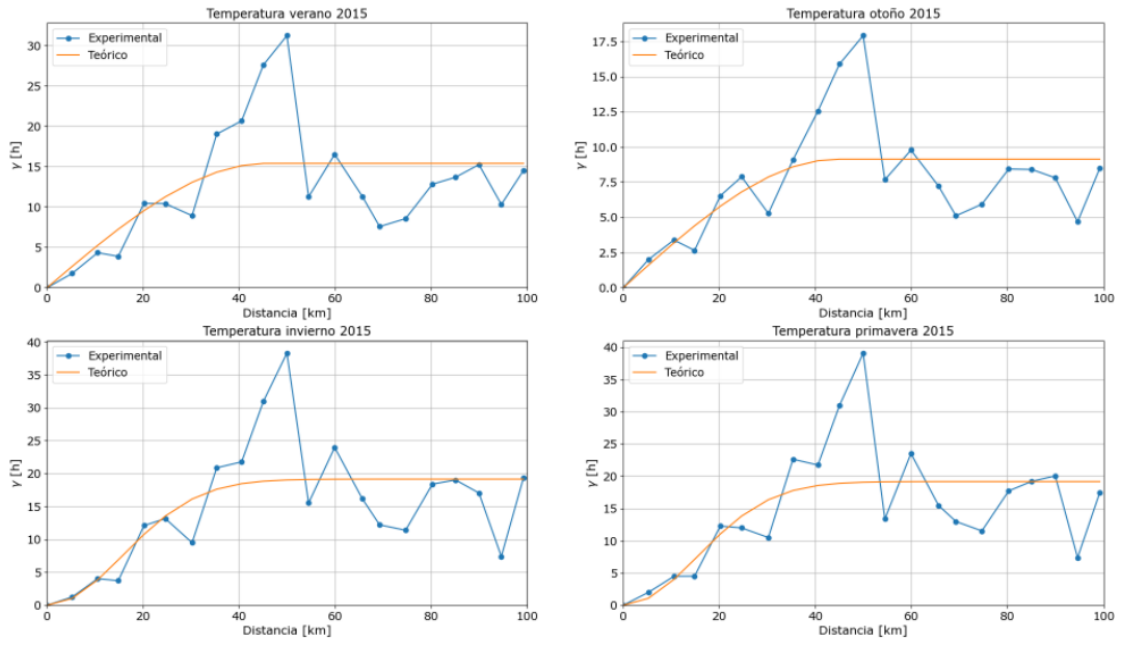 Temperatura verano 2015
Experimental
Teórico
γ [h]
30
25
20
15
10
5
0
0 20 40 60 80 100
Distancia [km]
Temperatura otoño 2015
Experimental
Teórico
γ [h]
17.5
15.0
12.5
10.0
7.5
5.0
2.5
0.0
0 20 40 60 80 100
Distancia [km]
Temperatura invierno 2015
Experimental
Teórico
γ [h]
40
35
30
25
20
15
10
5
0
0 20 40 60 80 100
Distancia [km]
Temperatura primavera 2015
Experimental
Teórico
γ [h]
40
35
30
25
20
15
10
5
0
0 20 40 60 80 100
Distancia [km]